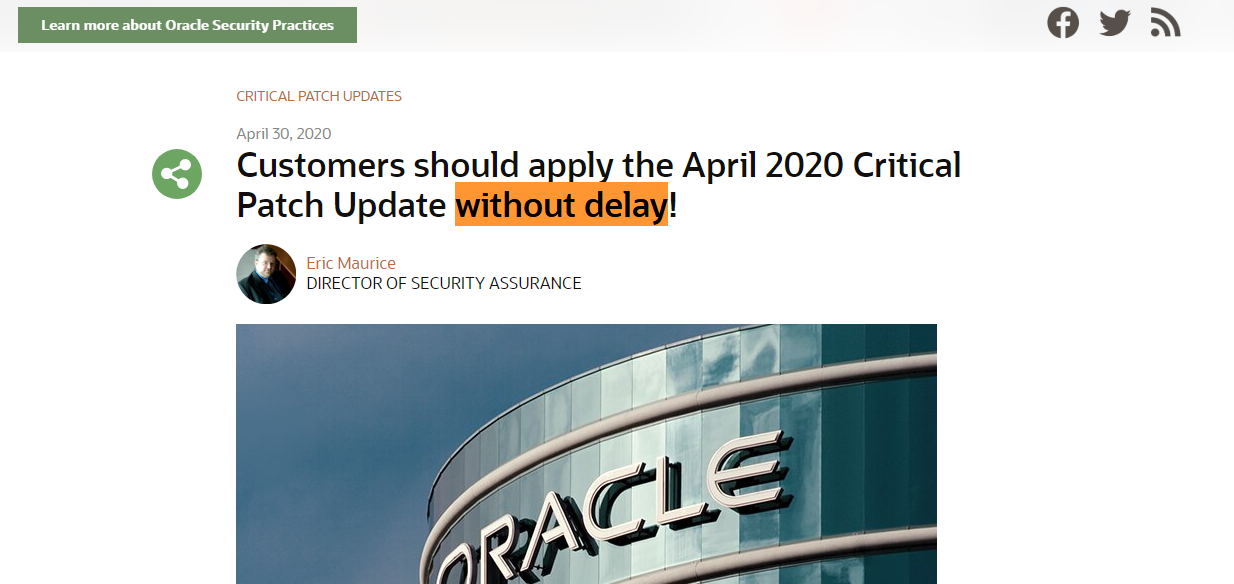 Learn more about Oracle Security Practices
CRITICAL PATCH UPDATES
April 30, 2020
Customers should apply the April 2020 Critical
Patch Update without delay!
Eric Maurice
DIRECTOR OF SECURITY ASSURANCE
ORACLE